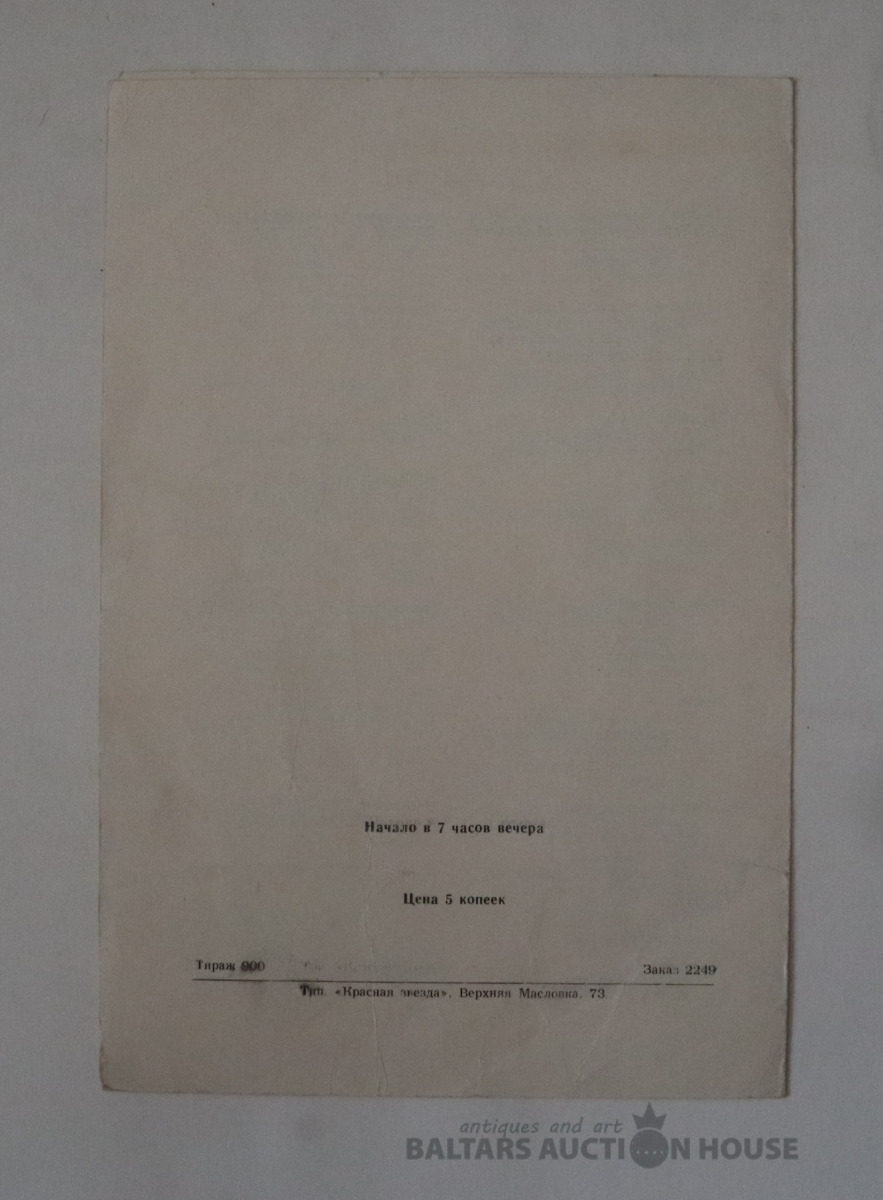 Начало в 7 часов вечера
Цена 5 копеек
Тираж 900 Заказ 2249
Тип. «Красная звезда», Верхняя Масловка, 73.
antiques and art
BALTARS AUCTION HOUSE